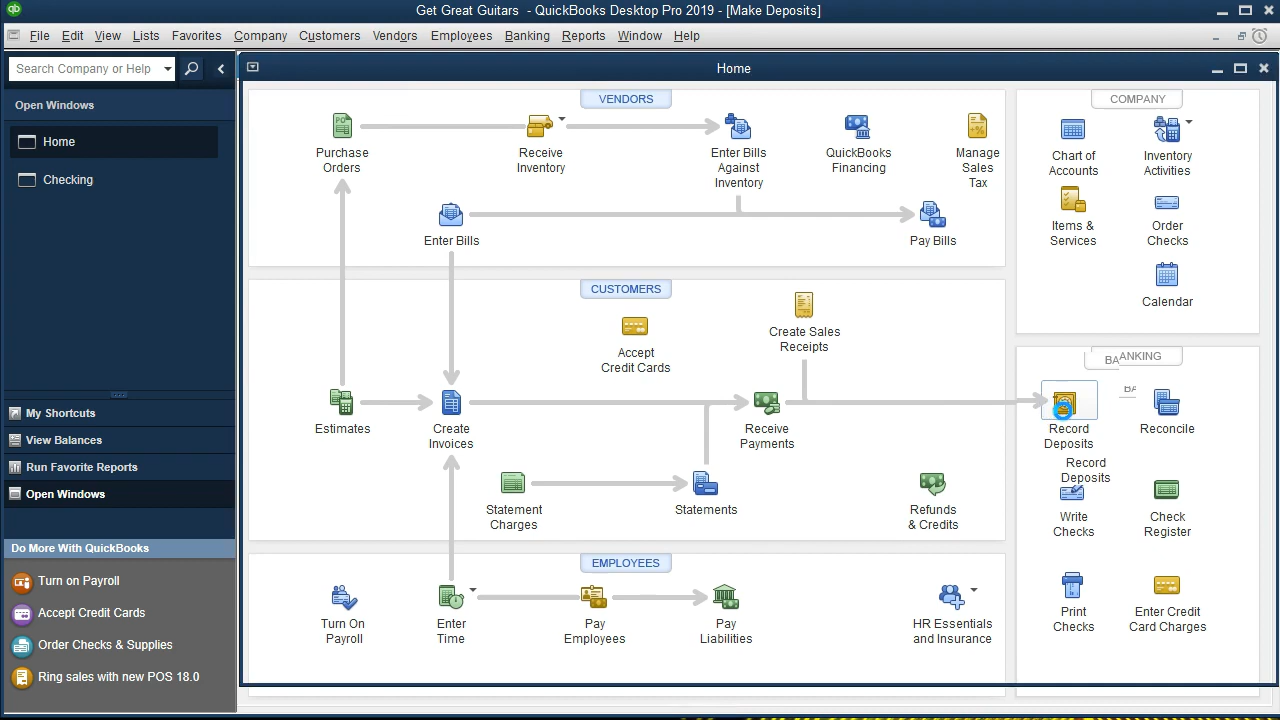 Get Great Guitars - QuickBooks Desktop Pro 2019 - [Make Deposits]
File Edit View Lists Favorites Company Customers Vendors Employees Banking Reports Window Help
Search Company or Help
Home
Open Windows
Home
Checking
My Shortcuts
View Balances
Run Favorite Reports
Open Windows
Do More With QuickBooks
Turn on Payroll
Accept Credit Cards
Order Checks & Supplies
Ring sales with new POS 18.0
VENDORS
Purchase
Orders
Receive
Inventory
Enter Bills
Against
Inventory
QuickBooks
Financing
Manage
Sales
Tax
Enter Bills
Pay Bills
CUSTOMERS
Accept
Credit Cards
Create Sales
Receipts
Estimates
Create
Invoices
Receive
Payments
Statement
Charges
Statements
Refunds
& Credits
EMPLOYEES
Turn On
Payroll
Enter
Time
Pay
Employees
Pay
Liabilities
HR Essentials
and Insurance
COMPANY
Chart of
Accounts
Inventory
Activities
Items &
Services
Order
Checks
Calendar
BAANKING
BA
Record
Deposits
Reconcile
Record
Deposits
Write
Checks
Check
Register
Print
Checks
Enter Credit
Card Charges